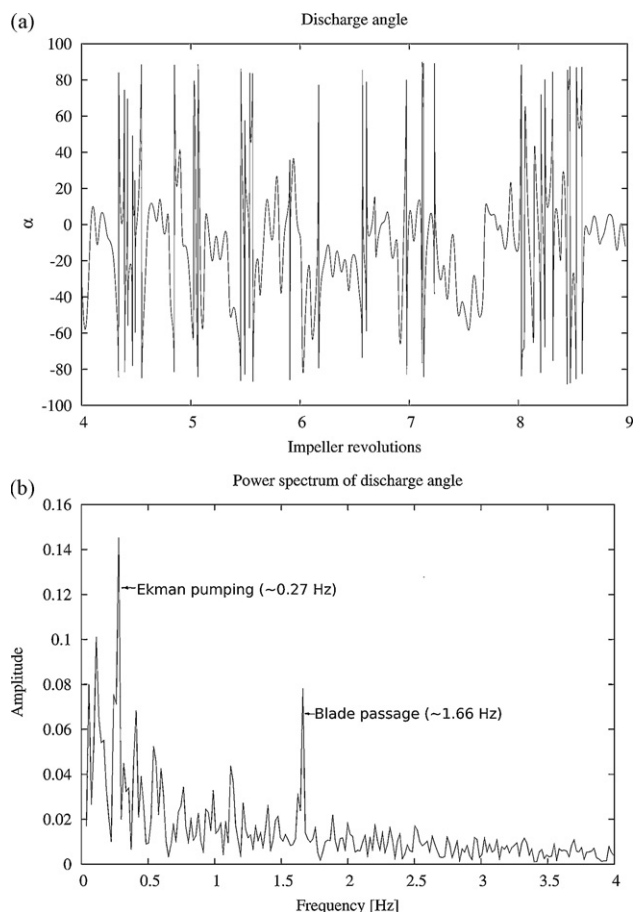 (a)
Discharge angle
100
80
60
40
20
0
-20
-40
-60
-80
-100
α
4 5 6 7 8 9
Impeller revolutions
(b)
Power spectrum of discharge angle
0.16
0.14
0.12
0.1
0.08
0.06
0.04
0.02
0
Amplitude
Ekman pumping (~0.27 Hz)
Blade passage (~1.66 Hz)
0 0.5 1 1.5 2 2.5 3 3.5 4
Frequency [Hz]